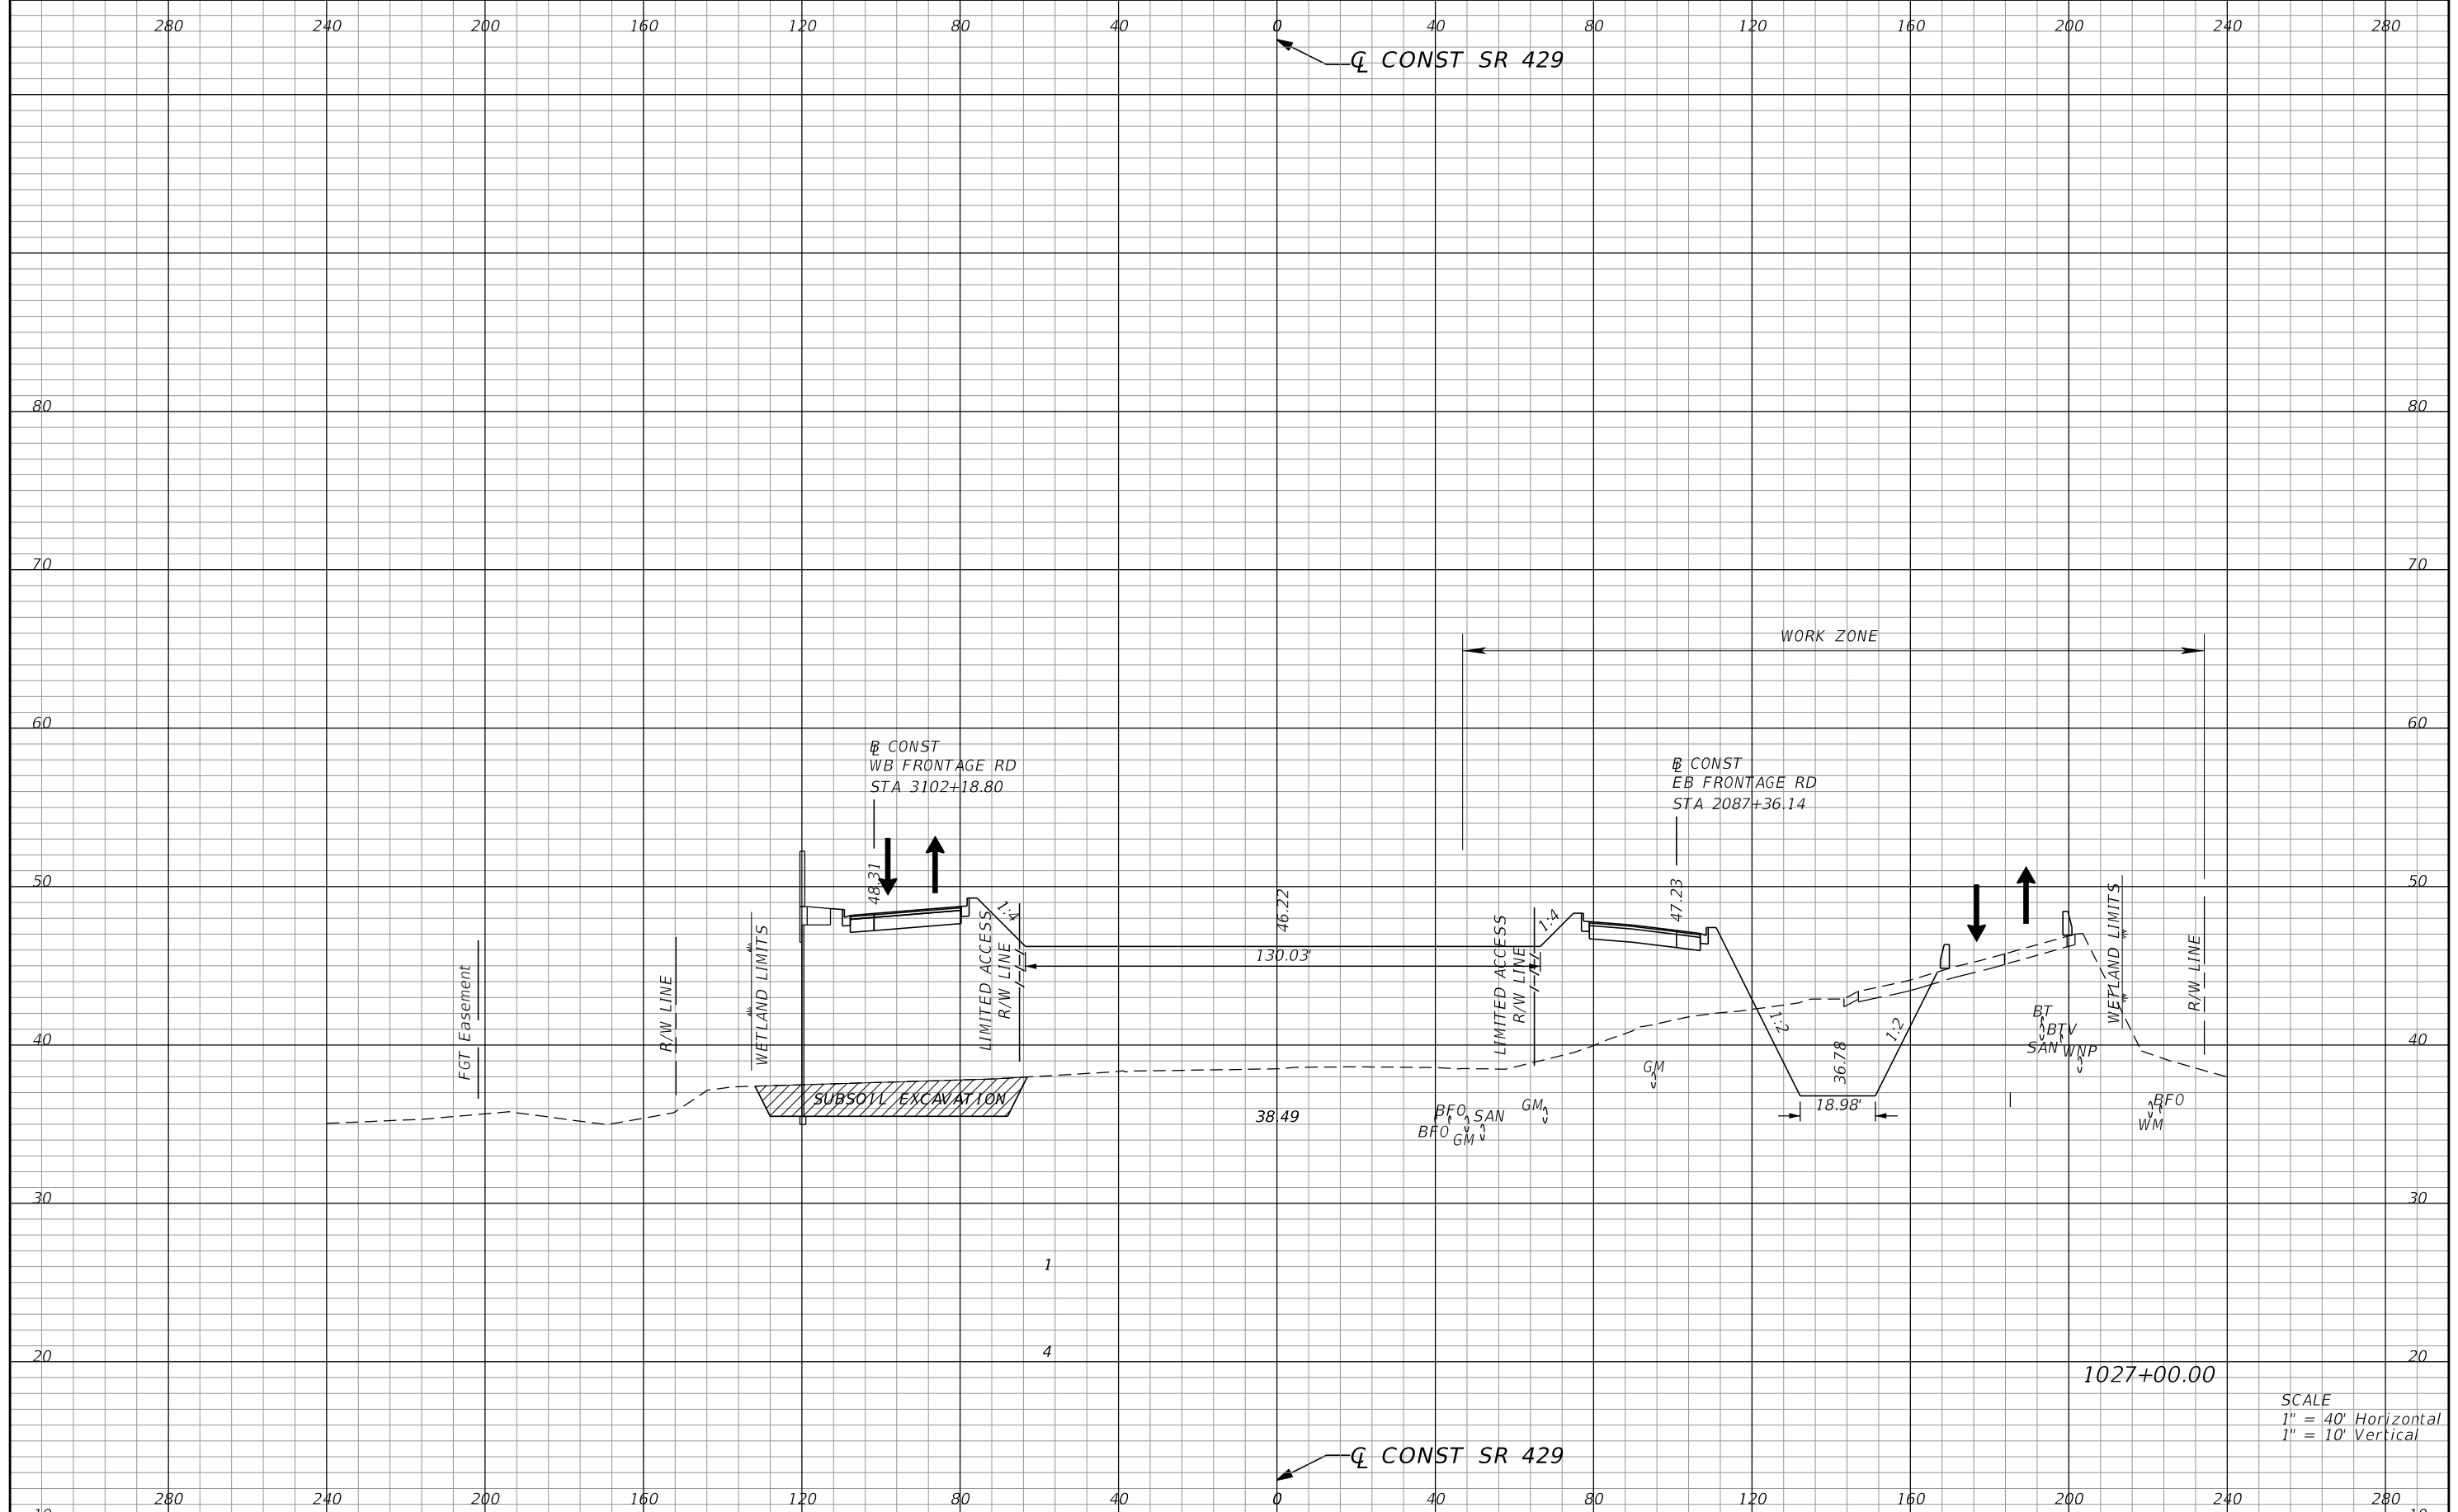 280 240 200 160 120 80 40 0 40 80 120 160 200 240 280
℄ CONST SR 429
80 80
70 70
WORK ZONE
60 60
℄ CONST
WB FRONTAGE RD
STA 3102+18.80
℄ CONST
EB FRONTAGE RD
STA 2087+36.14
50 50
48.31
1:4
46.22
130.03'
1:4
47.23
FGT Easement
R/W LINE
WETLAND LIMITS
LIMITED ACCESS
R/W LINE
LIMITED ACCESS
R/W LINE
WETLAND LIMITS
R/W LINE
1:2
1:2
36.78
18.98'
40 40
BT
BTV
SAN
WNP
GM
SUBSOIL EXCAVATION
38.49
BFO
SAN
GM
BFO
GM
BFO
WM
30 30
1
4
20 20
1027+00.00
SCALE
1" = 40' Horizontal
1" = 10' Vertical
℄ CONST SR 429
280 240 200 160 120 80 40 0 40 80 120 160 200 240 280